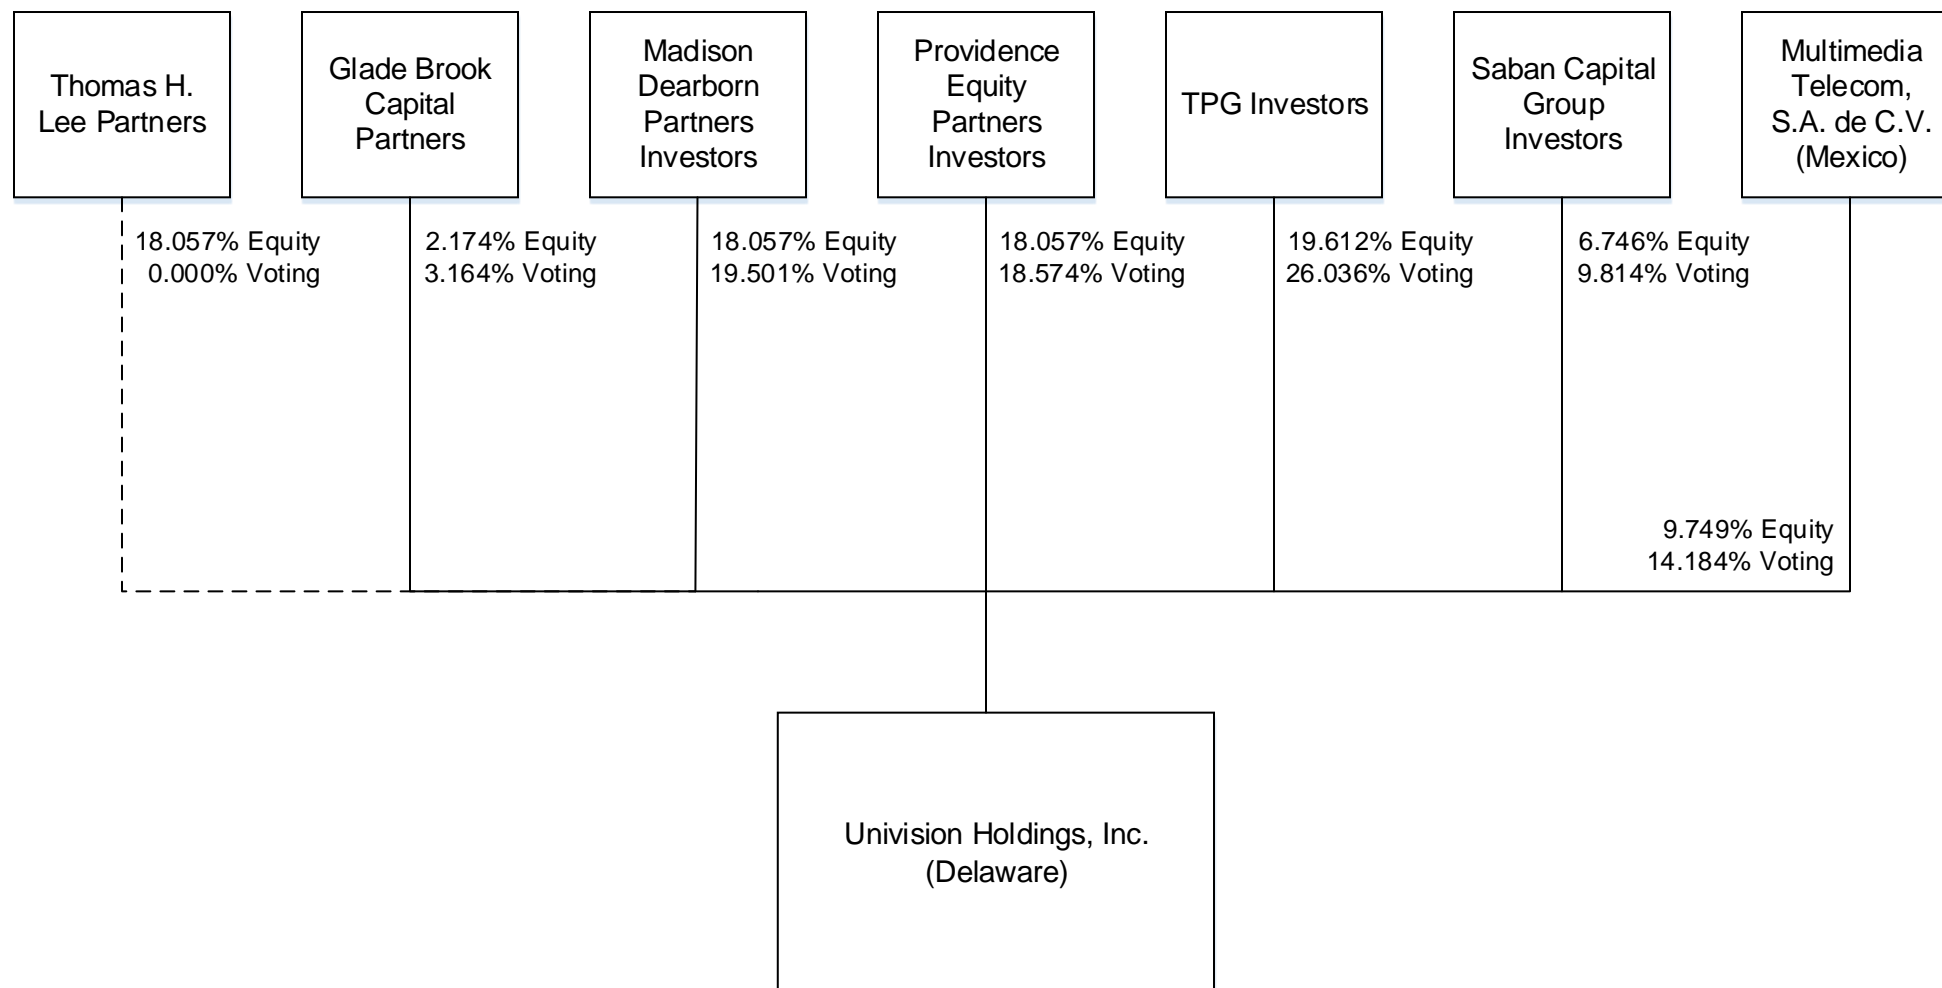 Thomas H.
Lee Partners
Glade Brook
Capital
Partners
Madison
Dearborn
Partners
Investors
Providence
Equity
Partners
Investors
TPG Investors
Saban Capital
Group
Investors
Multimedia
Telecom,
S.A. de C.V.
(Mexico)
18.057% Equity
0.000% Voting
2.174% Equity
3.164% Voting
18.057% Equity
19.501% Voting
18.057% Equity
18.574% Voting
19.612% Equity
26.036% Voting
6.746% Equity
9.814% Voting
9.749% Equity
14.184% Voting
Univision Holdings, Inc.
(Delaware)